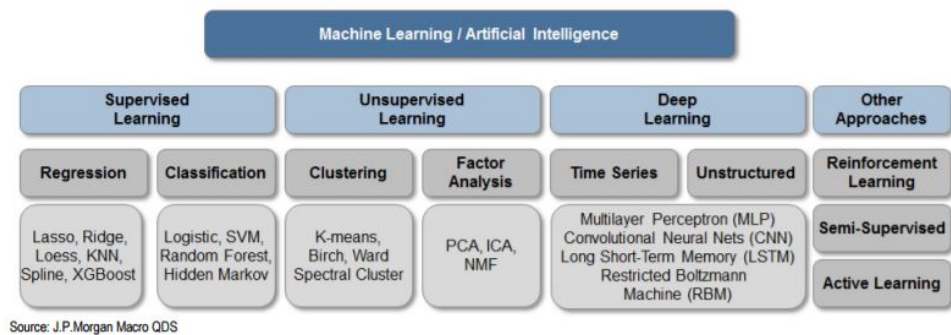 Machine Learning / Artificial Intelligence
Supervised
Learning
Unsupervised
Learning
Deep
Learning
Other
Approaches
Regression
Classification
Clustering
Factor
Analysis
Time Series
Unstructured
Reinforcement
Learning
Lasso, Ridge,
Loess, KNN,
Spline, XGBoost
Logistic, SVM,
Random Forest,
Hidden Markov
K-means,
Birch, Ward
Spectral Cluster
PCA, ICA,
NMF
Multilayer Perceptron (MLP)
Convolutional Neural Nets (CNN)
Long Short-Term Memory (LSTM)
Restricted Boltzmann
Machine (RBM)
Semi-Supervised
Active Learning
Source: J.P.Morgan Macro QDS